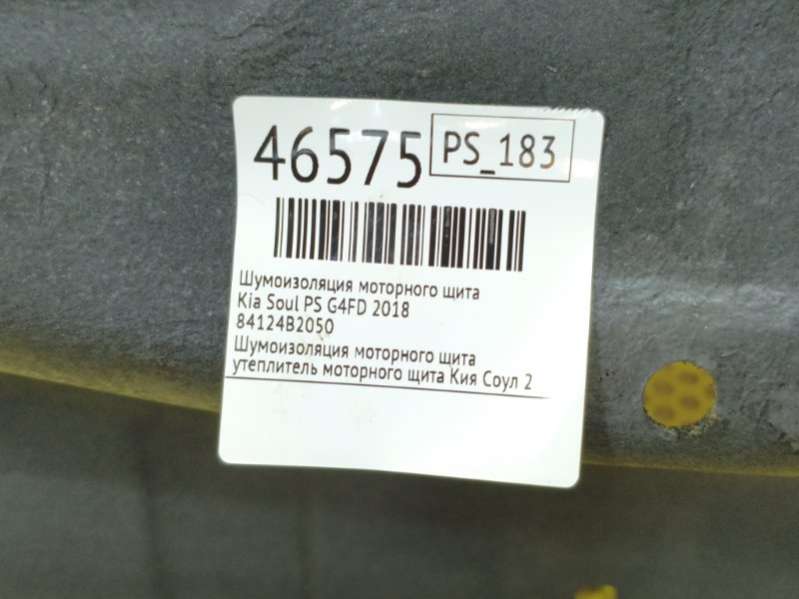 46575 PS_183
Шумоизоляция моторного щита
Kia Soul PS G4FD 2018
84124B2050
Шумоизоляция моторного щита
утеплитель моторного щита Кия Соул 2